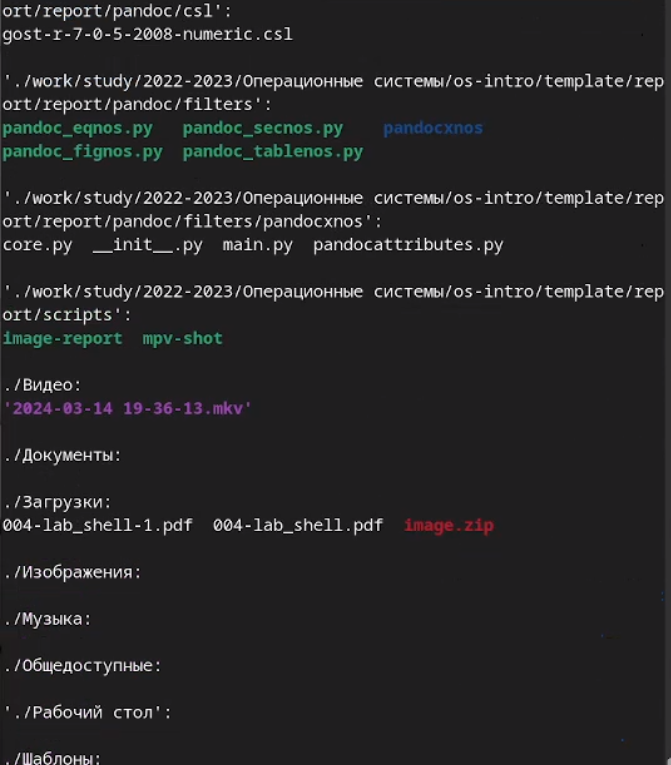 ort/report/pandoc/csl':
gost-r-7-0-5-2008-numeric.csl
'./work/study/2022-2023/Операционные системы/os-intro/template/rep
ort/report/pandoc/filters':
pandoc_eqnos.py   pandoc_secnos.py    pandocxnos
pandoc_fignos.py  pandoc_tablenos.py
'./work/study/2022-2023/Операционные системы/os-intro/template/rep
ort/report/pandoc/filters/pandocxnos':
core.py  __init__.py  main.py  pandocattributes.py
'./work/study/2022-2023/Операционные системы/os-intro/template/rep
ort/scripts':
image-report  mpv-shot
./Видео:
'2024-03-14 19-36-13.mkv'
./Документы:
./Загрузки:
004-lab_shell-1.pdf  004-lab_shell.pdf  image.zip
./Изображения:
./Музыка:
./Общедоступные:
'./Рабочий стол':
./Шаблоны: